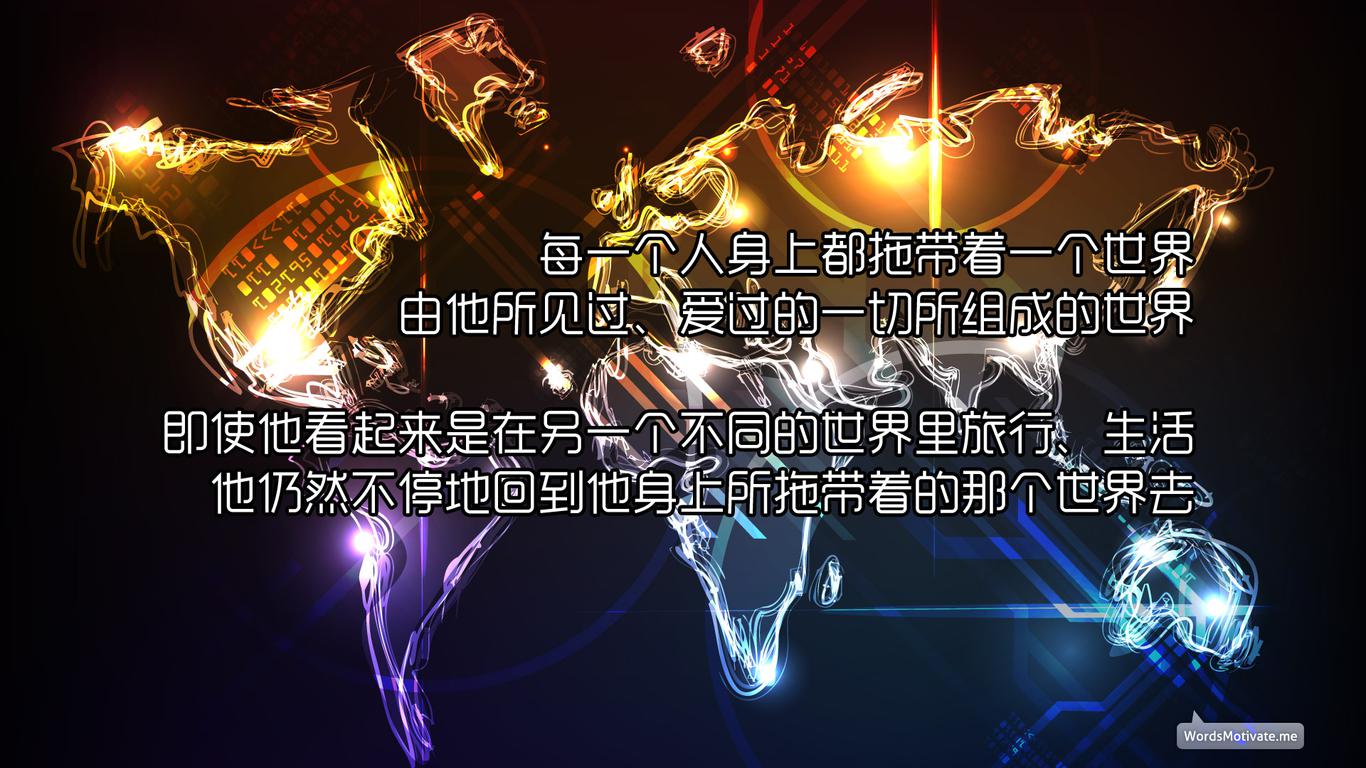 每一个人身上都拖带着一个世界
由他所见过、爱过的一切所组成的世界
即使他看起来是在另一个不同的世界里旅行、生活
他仍然不停地回到他身上所拖带着的那个世界去
WordsMotivate.me